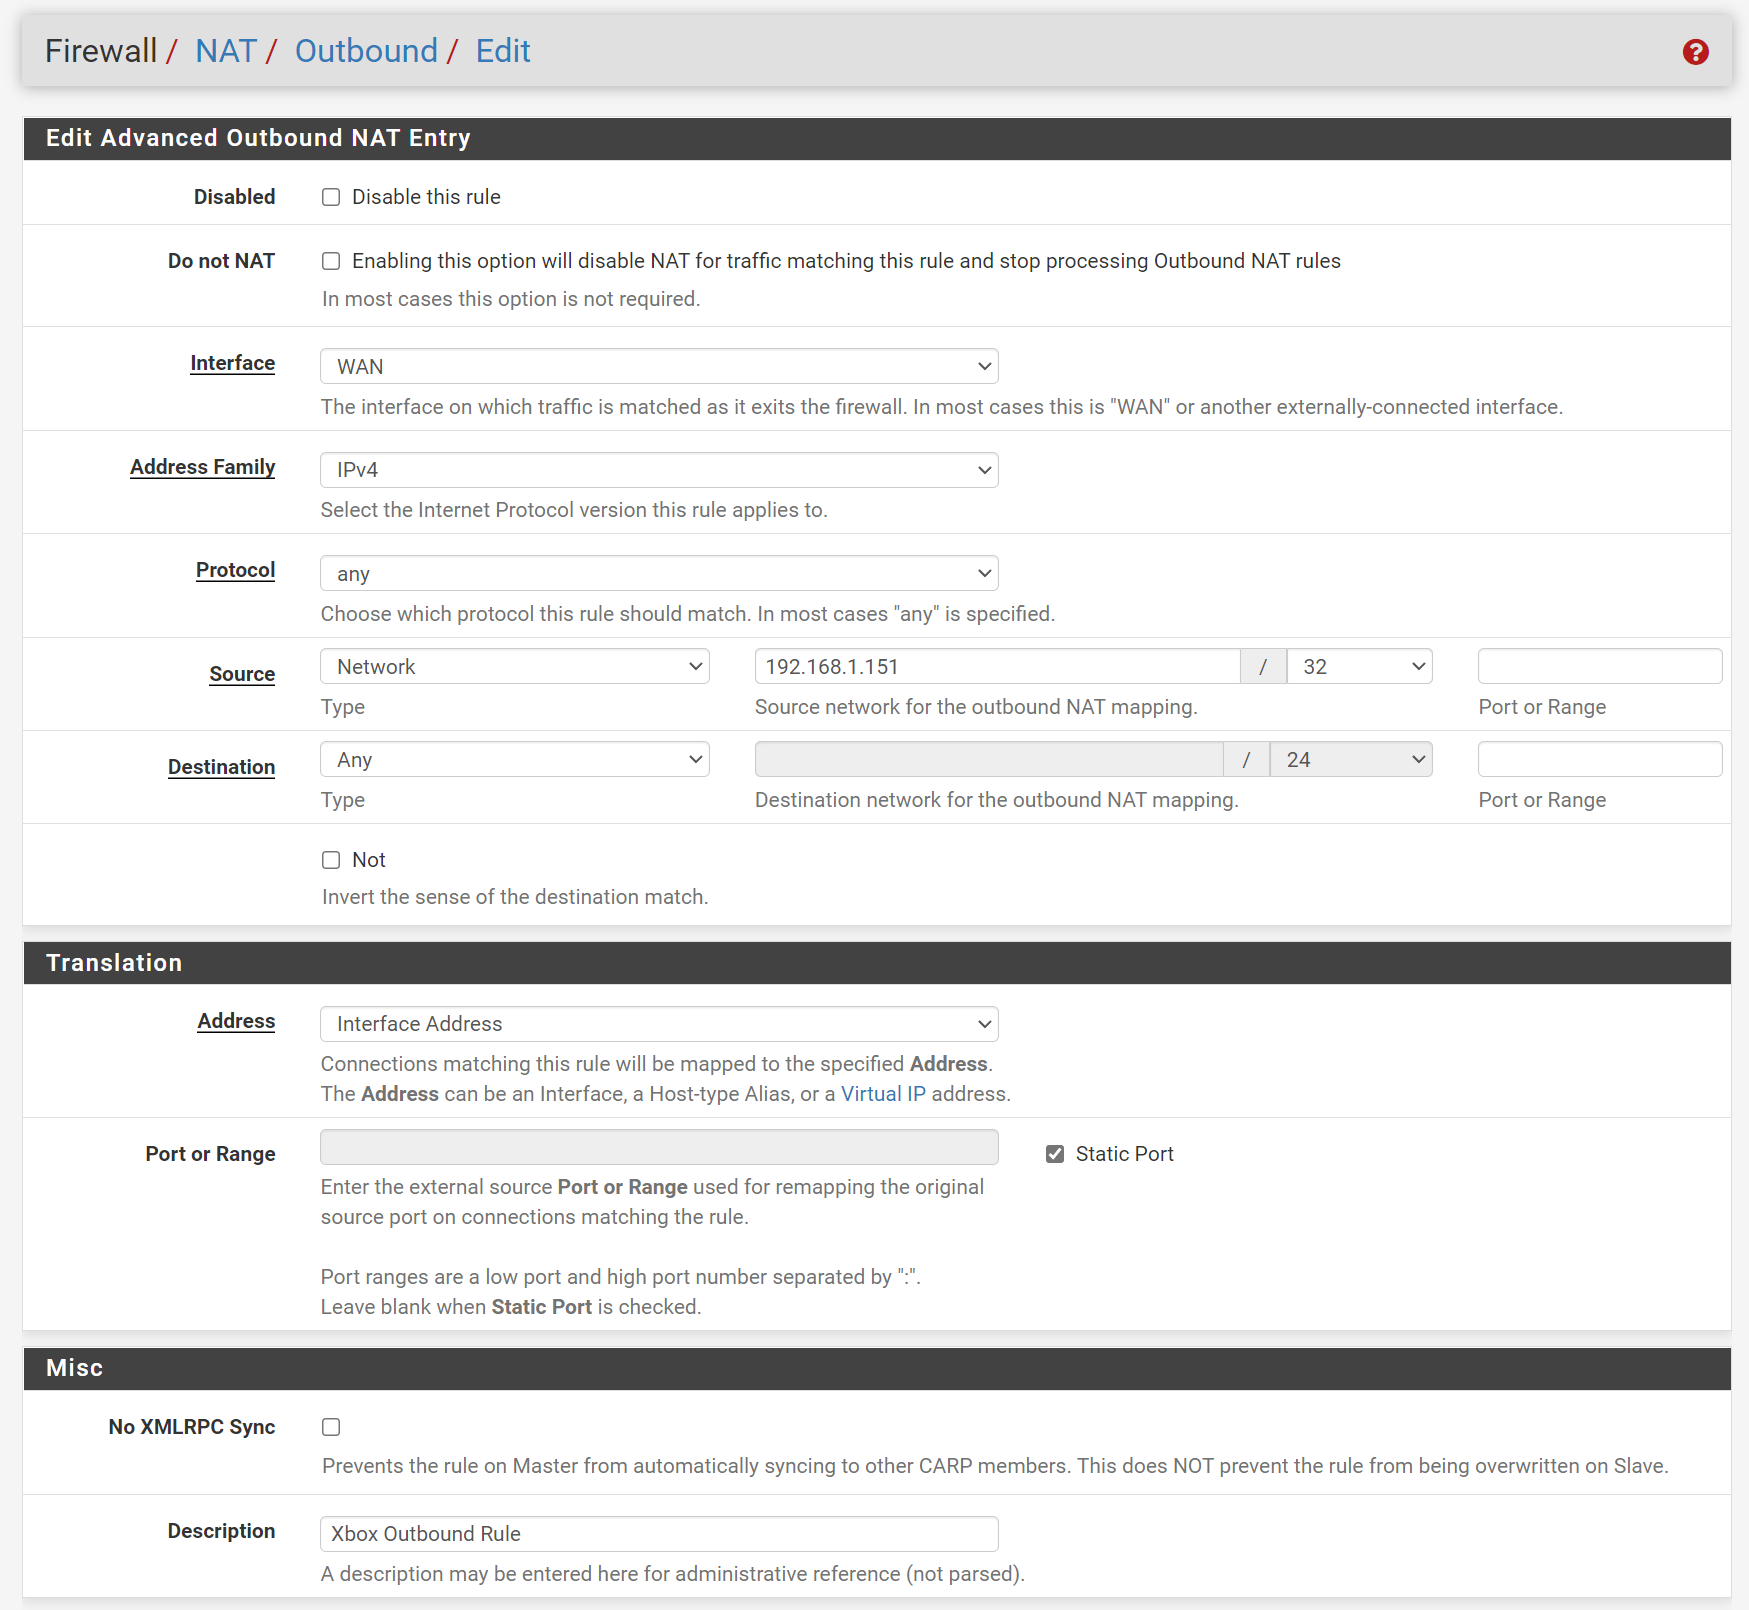 Firewall / NAT / Outbound / Edit
?
Edit Advanced Outbound NAT Entry
Disabled
Disable this rule
Do not NAT
Enabling this option will disable NAT for traffic matching this rule and stop processing Outbound NAT rules
In most cases this option is not required.
Interface
WAN
The interface on which traffic is matched as it exits the firewall. In most cases this is "WAN" or another externally-connected interface.
Address Family
IPv4
Select the Internet Protocol version this rule applies to.
Protocol
any
Choose which protocol this rule should match. In most cases "any" is specified.
Source
Network
192.168.1.151 / 32
Type
Source network for the outbound NAT mapping.
Port or Range
Destination
Any
/ 24
Type
Destination network for the outbound NAT mapping.
Port or Range
Not
Invert the sense of the destination match.
Translation
Address
Interface Address
Connections matching this rule will be mapped to the specified Address.
The Address can be an Interface, a Host-type Alias, or a Virtual IP address.
Port or Range
Static Port
Enter the external source Port or Range used for remapping the original
source port on connections matching the rule.
Port ranges are a low port and high port number separated by ":".
Leave blank when Static Port is checked.
Misc
No XMLRPC Sync
Prevents the rule on Master from automatically syncing to other CARP members. This does NOT prevent the rule from being overwritten on Slave.
Description
Xbox Outbound Rule
A description may be entered here for administrative reference (not parsed).